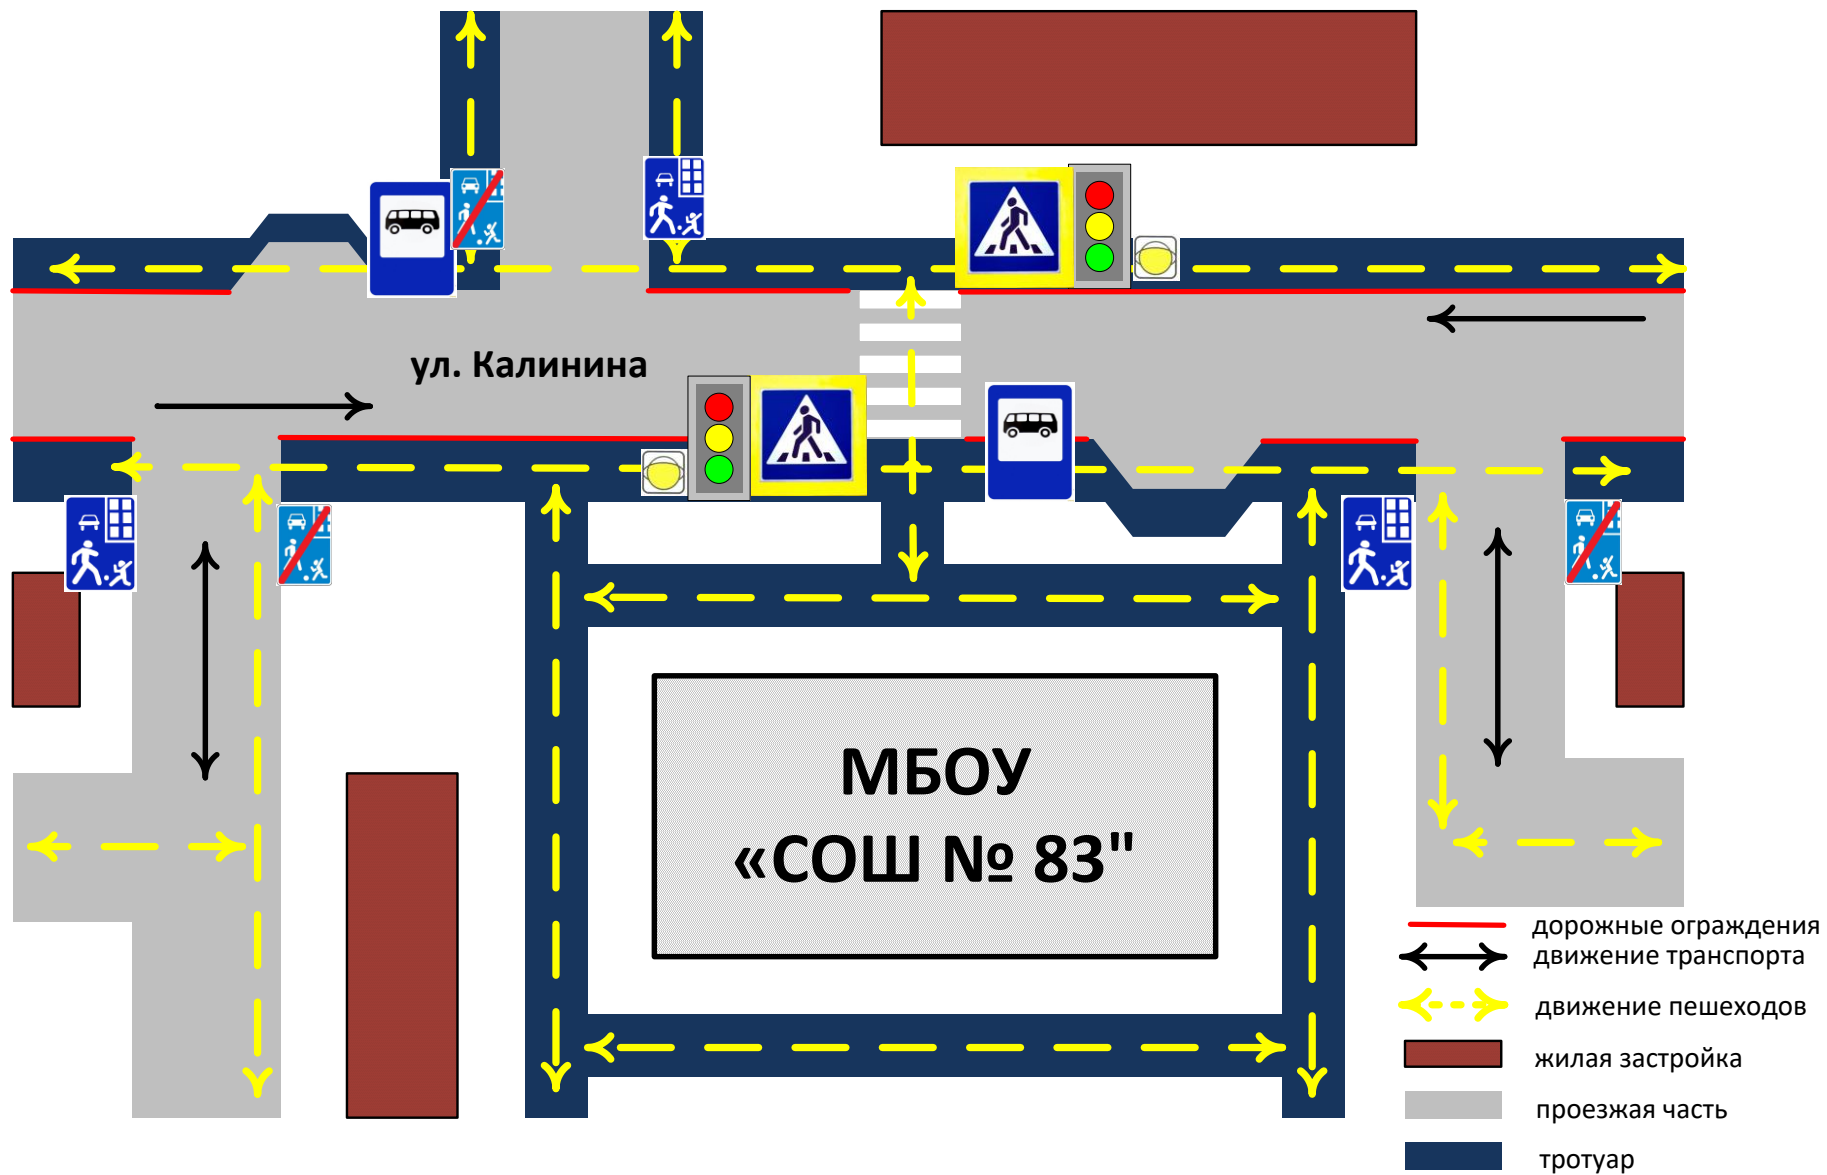 ул. Калинина
МБОУ
«СОШ № 83"
дорожные ограждения
движение транспорта
движение пешеходов
жилая застройка
проезжая часть
тротуар